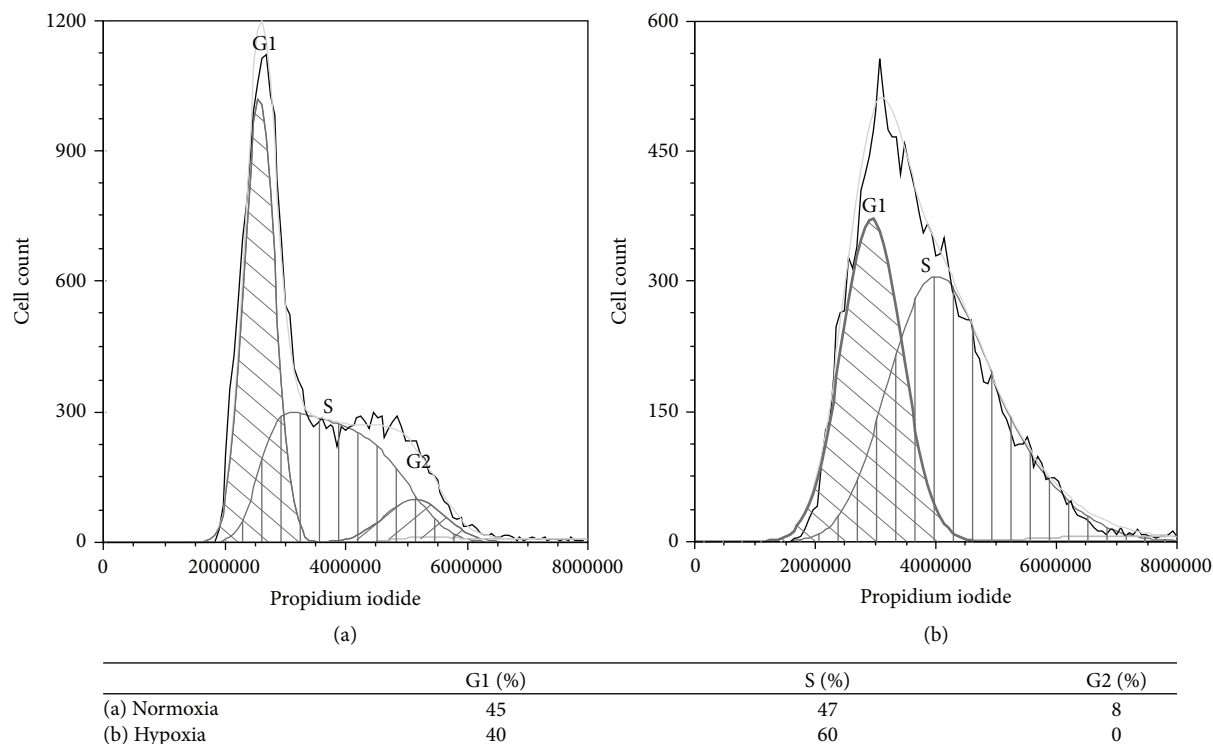 1200
900
600
300
0
Cell count
G1
S
G2
0 2000000 4000000 6000000 8000000
Propidium iodide
(a)
600
450
300
150
0
Cell count
G1
S
0 2000000 4000000 6000000 8000000
Propidium iodide
(b)
G1 (%) S (%) G2 (%)
(a) Normoxia 45 47 8
(b) Hypoxia 40 60 0